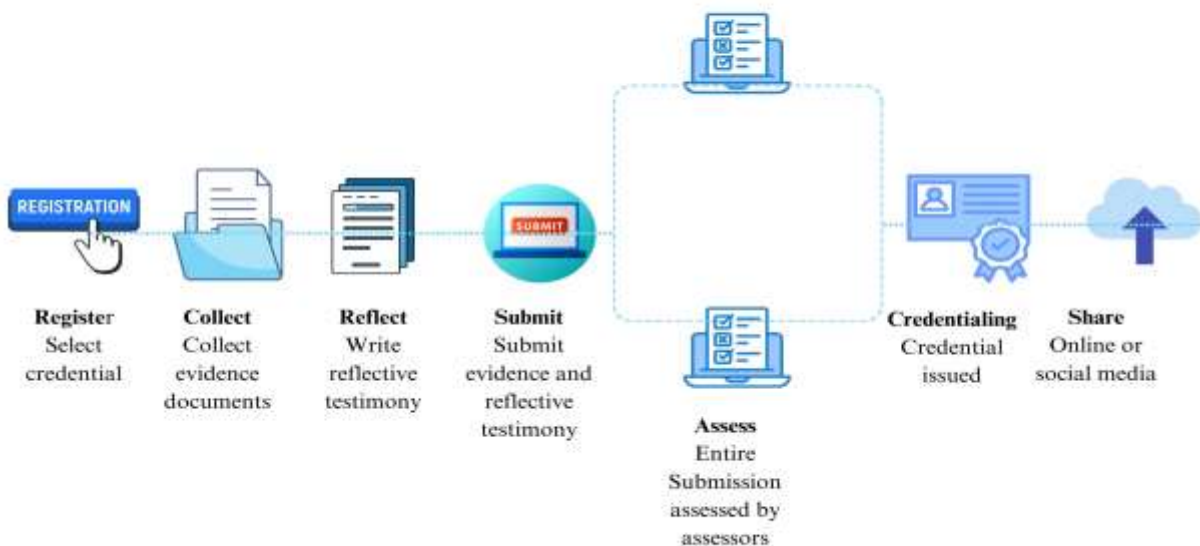 REGISTRATION
Register
Select
credential
Collect
Collect
evidence
documents
Reflect
Write
reflective
testimony
SUBMIT
Submit
Submit
evidence and
reflective
testimony
Assess
Entire
Submission
assessed by
assessors
Credentialing
Credential
issued
Share
Online or
social media